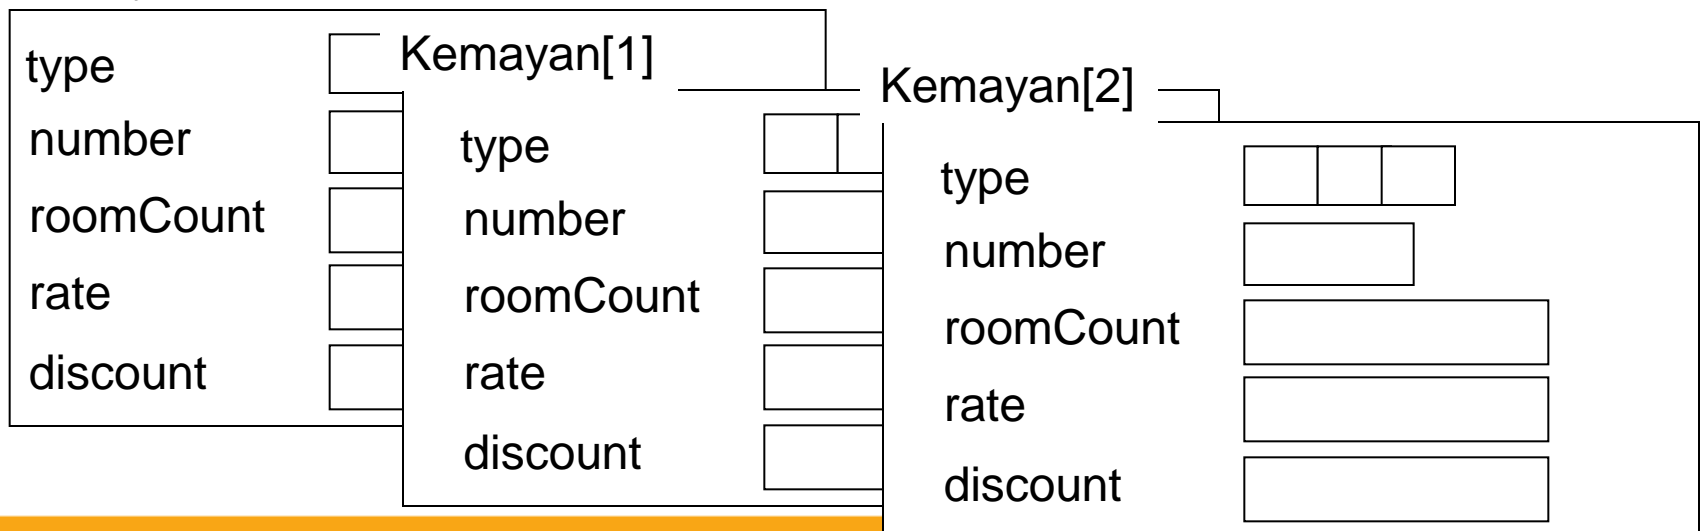 type
number
roomCount
rate
discount
Kemayan[1]
type
number
roomCount
rate
discount
Kemayan[2]
type
number
roomCount
rate
discount